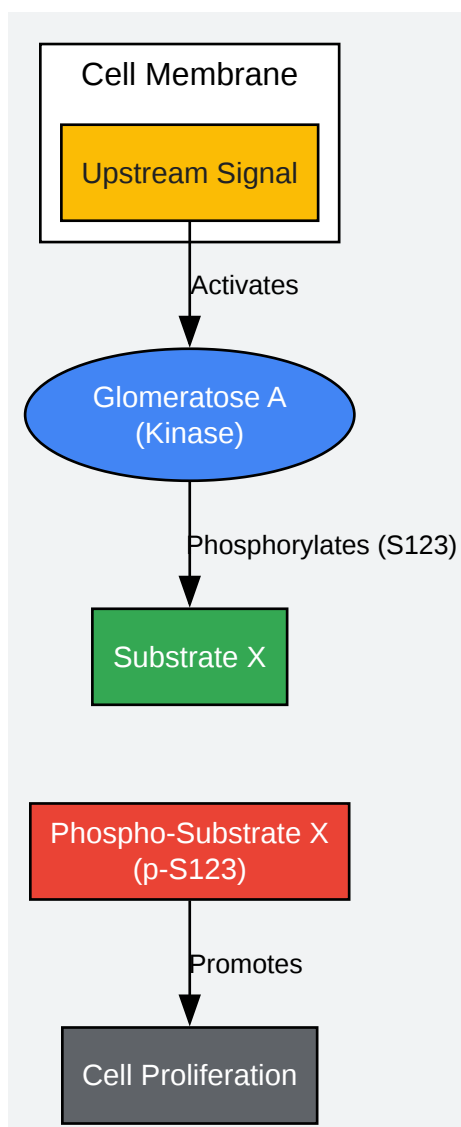 Cell Membrane
Upstream Signal
Activates
Glomeratose A
(Kinase)
Phosphorylates (S123)
Substrate X
Phospho-Substrate X
(p-S123)
Promotes
Cell Proliferation